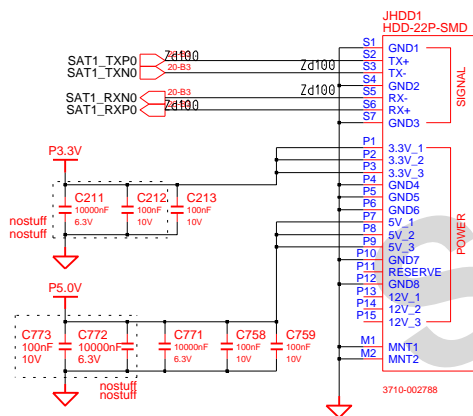 JHDD1
HDD-22P-SMD
SAT1_TXP0 20-B3 Zd100 S1 GND1
SAT1_TXN0 20-B3 Zd100 S2 TX+
S3 TX-
S4 GND2
SAT1_RXN0 20-B3 Zd100 S5 RX-
SAT1_RXP0 20-B3 Zd100 S6 RX+
S7 GND3
SIGNAL
P3.3V
P1 3.3V_1
P2 3.3V_2
P3 3.3V_3
P4 GND4
P5 GND5
P6 GND6
P7 5V_1
P8 5V_2
P9 5V_3
P10 GND7
P11 RESERVE
P12 GND8
P13 12V_1
P14 12V_2
P15 12V_3
POWER
C211 10000nF 6.3V
C212 100nF 10V
C213 100nF 10V
nostuff
nostuff
P5.0V
C773 100nF 10V
C772 10000nF 6.3V
C771 10000nF 6.3V
C758 100nF 10V
C759 100nF 10V
nostuff
nostuff
M1 MNT1
M2 MNT2
3710-002788